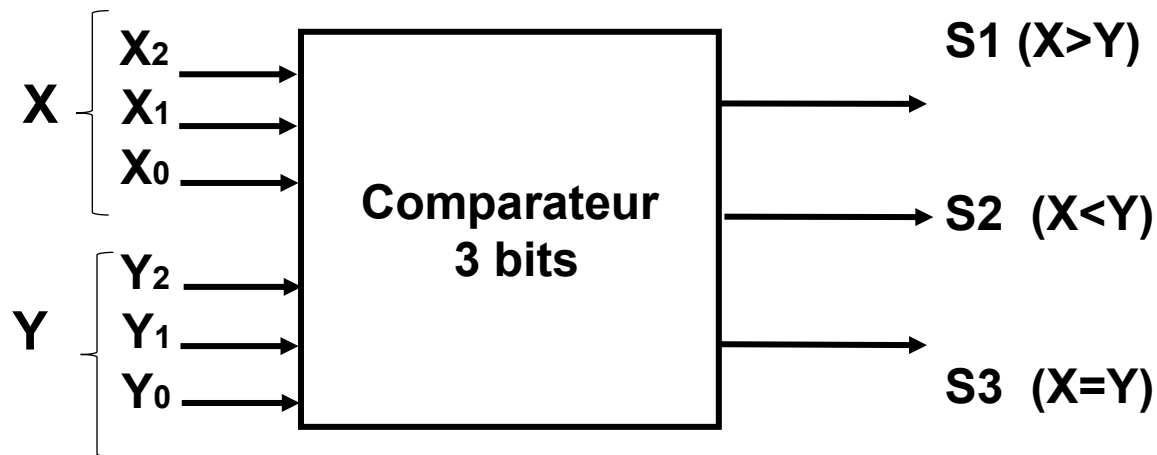 X
X2
X1
X0
Y
Y2
Y1
Y0
Comparateur
3 bits
S1 (X>Y)
S2 (X<Y)
S3 (X=Y)